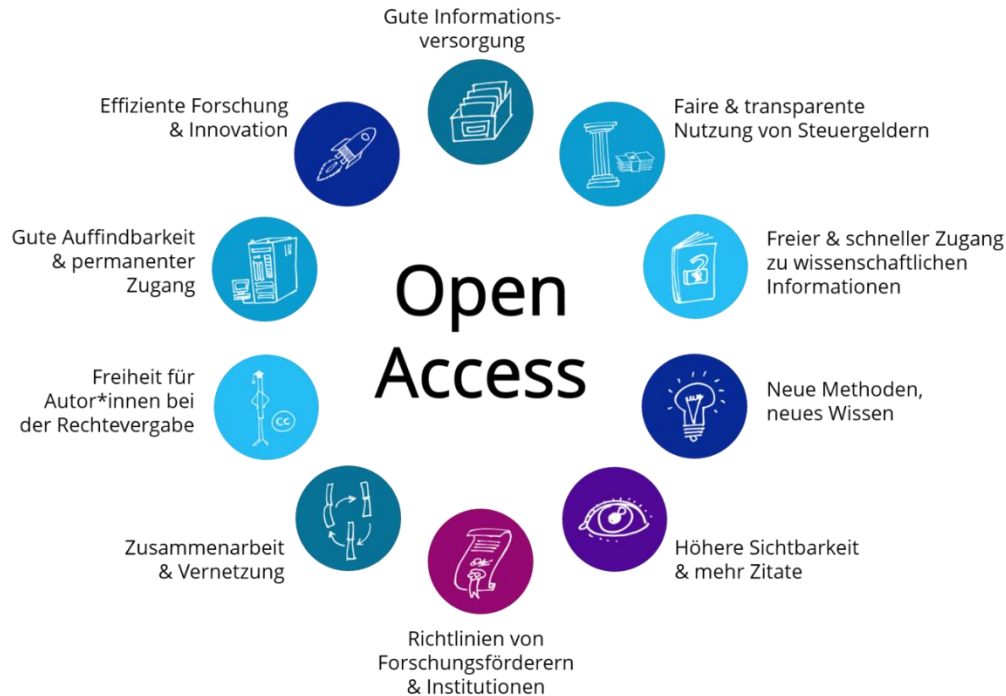 Gute Informations-
versorgung
Faire & transparente
Nutzung von Steuergeldern
Freier & schneller Zugang
zu wissenschaftlichen
Informationen
Neue Methoden,
neues Wissen
Höhere Sichtbarkeit
& mehr Zitate
Richtlinien von
Forschungsförderern
& Institutionen
Zusammenarbeit
& Vernetzung
Freiheit für
Autor*innen bei
der Rechtevergabe
Gute Auffindbarkeit
& permanenter
Zugang
Effiziente Forschung
& Innovation
Open
Access
?
CC